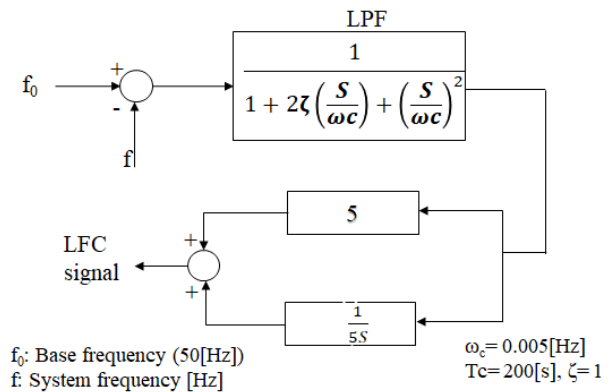 LPF
f₀
+
-
f
1
1 + 2ζ(S/ωc) + (S/ωc)²
5
LFC
signal
+
+
1
5S
f₀: Base frequency (50[Hz])
f: System frequency [Hz]
ω꜀= 0.005[Hz]
Tc= 200[s], ζ=1